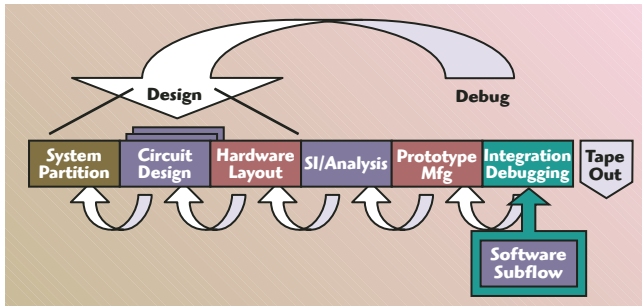 Design
Debug
System
Partition
Circuit
Design
Hardware
Layout
SI/Analysis
Prototype
Mfg
Integration
Debugging
Tape
Out
Software
Subflow